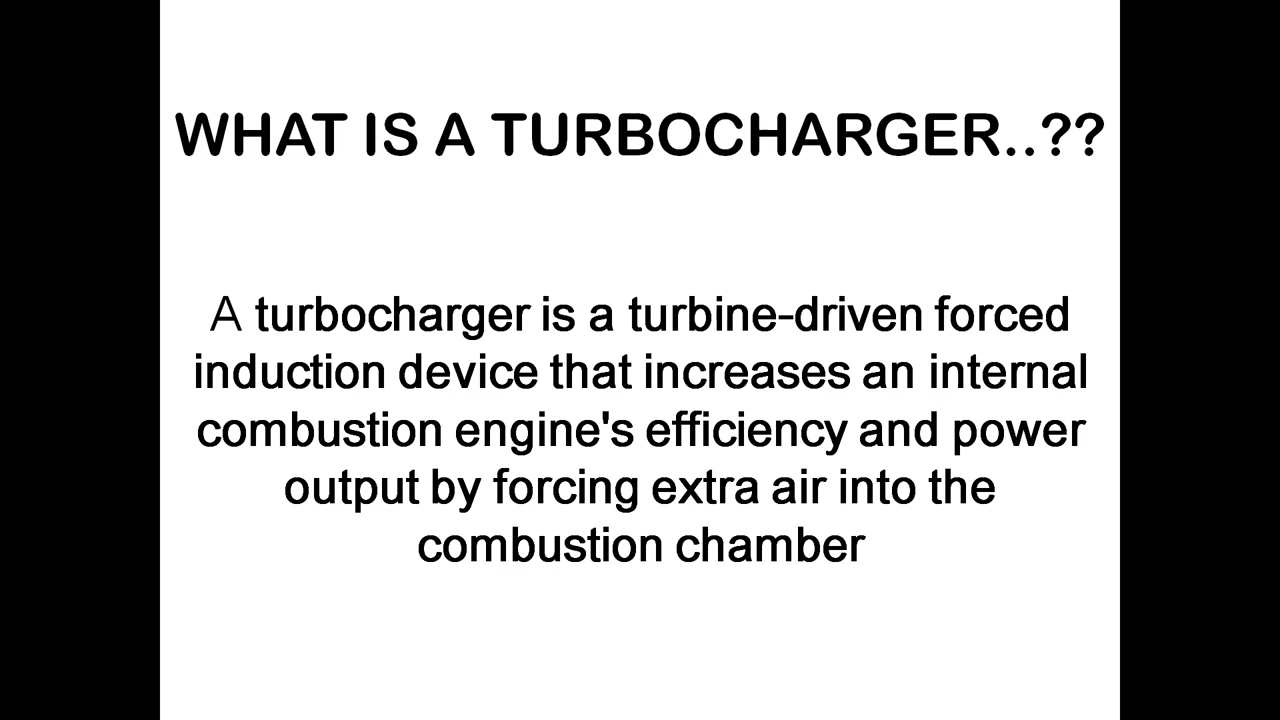 WHAT IS A TURBOCHARGER..??
A turbocharger is a turbine-driven forced
induction device that increases an internal
combustion engine's efficiency and power
output by forcing extra air into the
combustion chamber